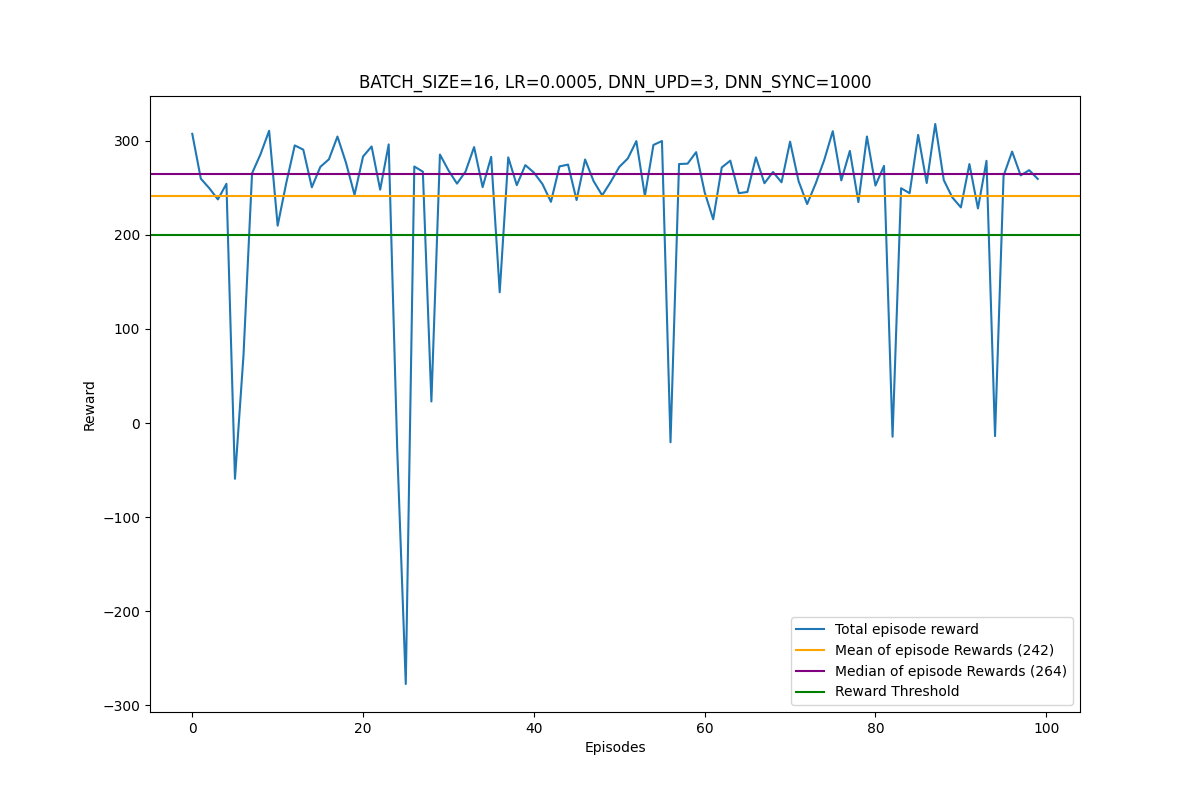 BATCH_SIZE=16, LR=0.0005, DNN_UPD=3, DNN_SYNC=1000
300
200
100
0
−100
−200
−300
Reward
0 20 40 60 80 100
Episodes
Total episode reward
Mean of episode Rewards (242)
Median of episode Rewards (264)
Reward Threshold